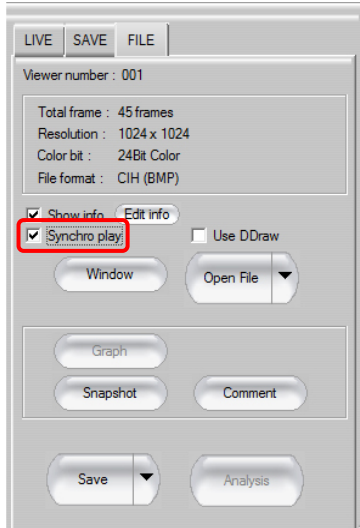 LIVE SAVE FILE
Viewer number : 001
Total frame : 45 frames
Resolution : 1024 x 1024
Color bit : 24Bit Color
File format : CIH (BMP)
Show info Edit info
Synchro play Use DDraw
Window Open File
Graph
Snapshot Comment
Save Analysis